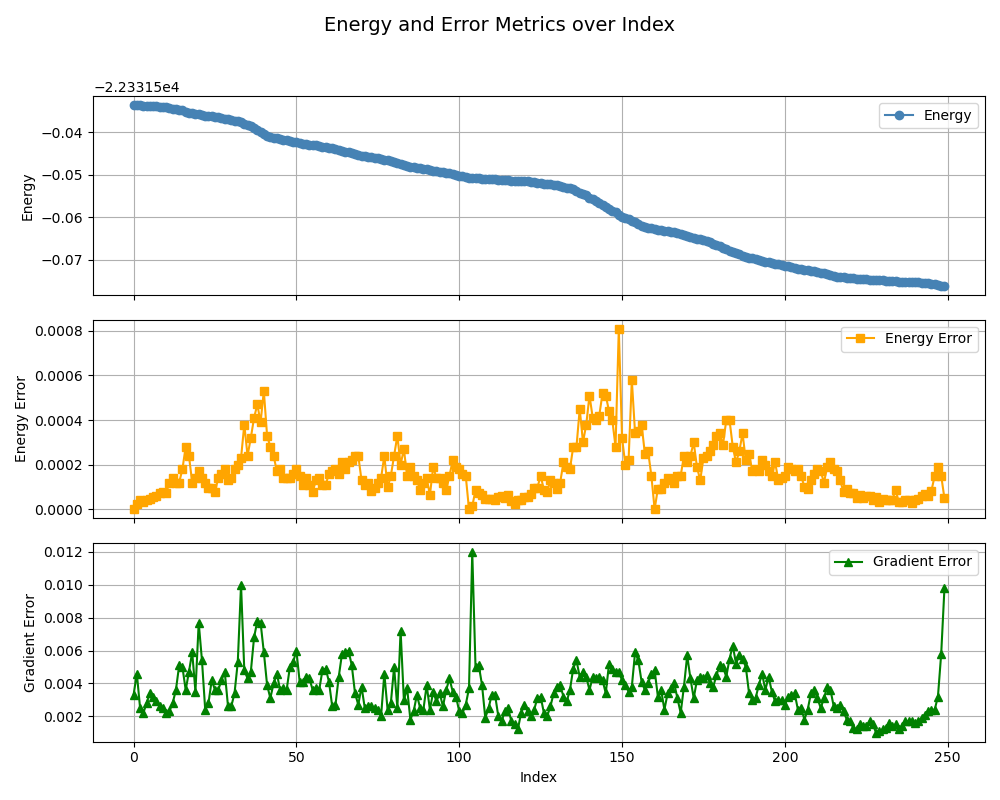 Energy and Error Metrics over Index
−2.23315e4
Energy
−0.04
−0.05
−0.06
−0.07
Energy
Energy Error
0.0008
0.0006
0.0004
0.0002
0.0000
Energy Error
Gradient Error
0.012
0.010
0.008
0.006
0.004
0.002
Gradient Error
0 50 100 150 200 250
Index